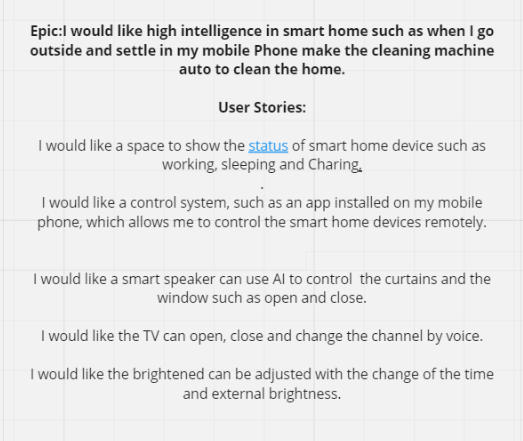 Epic:I would like high intelligence in smart home such as when I go
outside and settle in my mobile Phone make the cleaning machine
auto to clean the home.
User Stories:
I would like a space to show the status of smart home device such as
working, sleeping and Charing.
.
I would like a control system, such as an app installed on my mobile
phone, which allows me to control the smart home devices remotely.
I would like a smart speaker can use AI to control  the curtains and the
window such as open and close.
I would like the TV can open, close and change the channel by voice.
I would like the brightened can be adjusted with the change of the time
and external brightness.